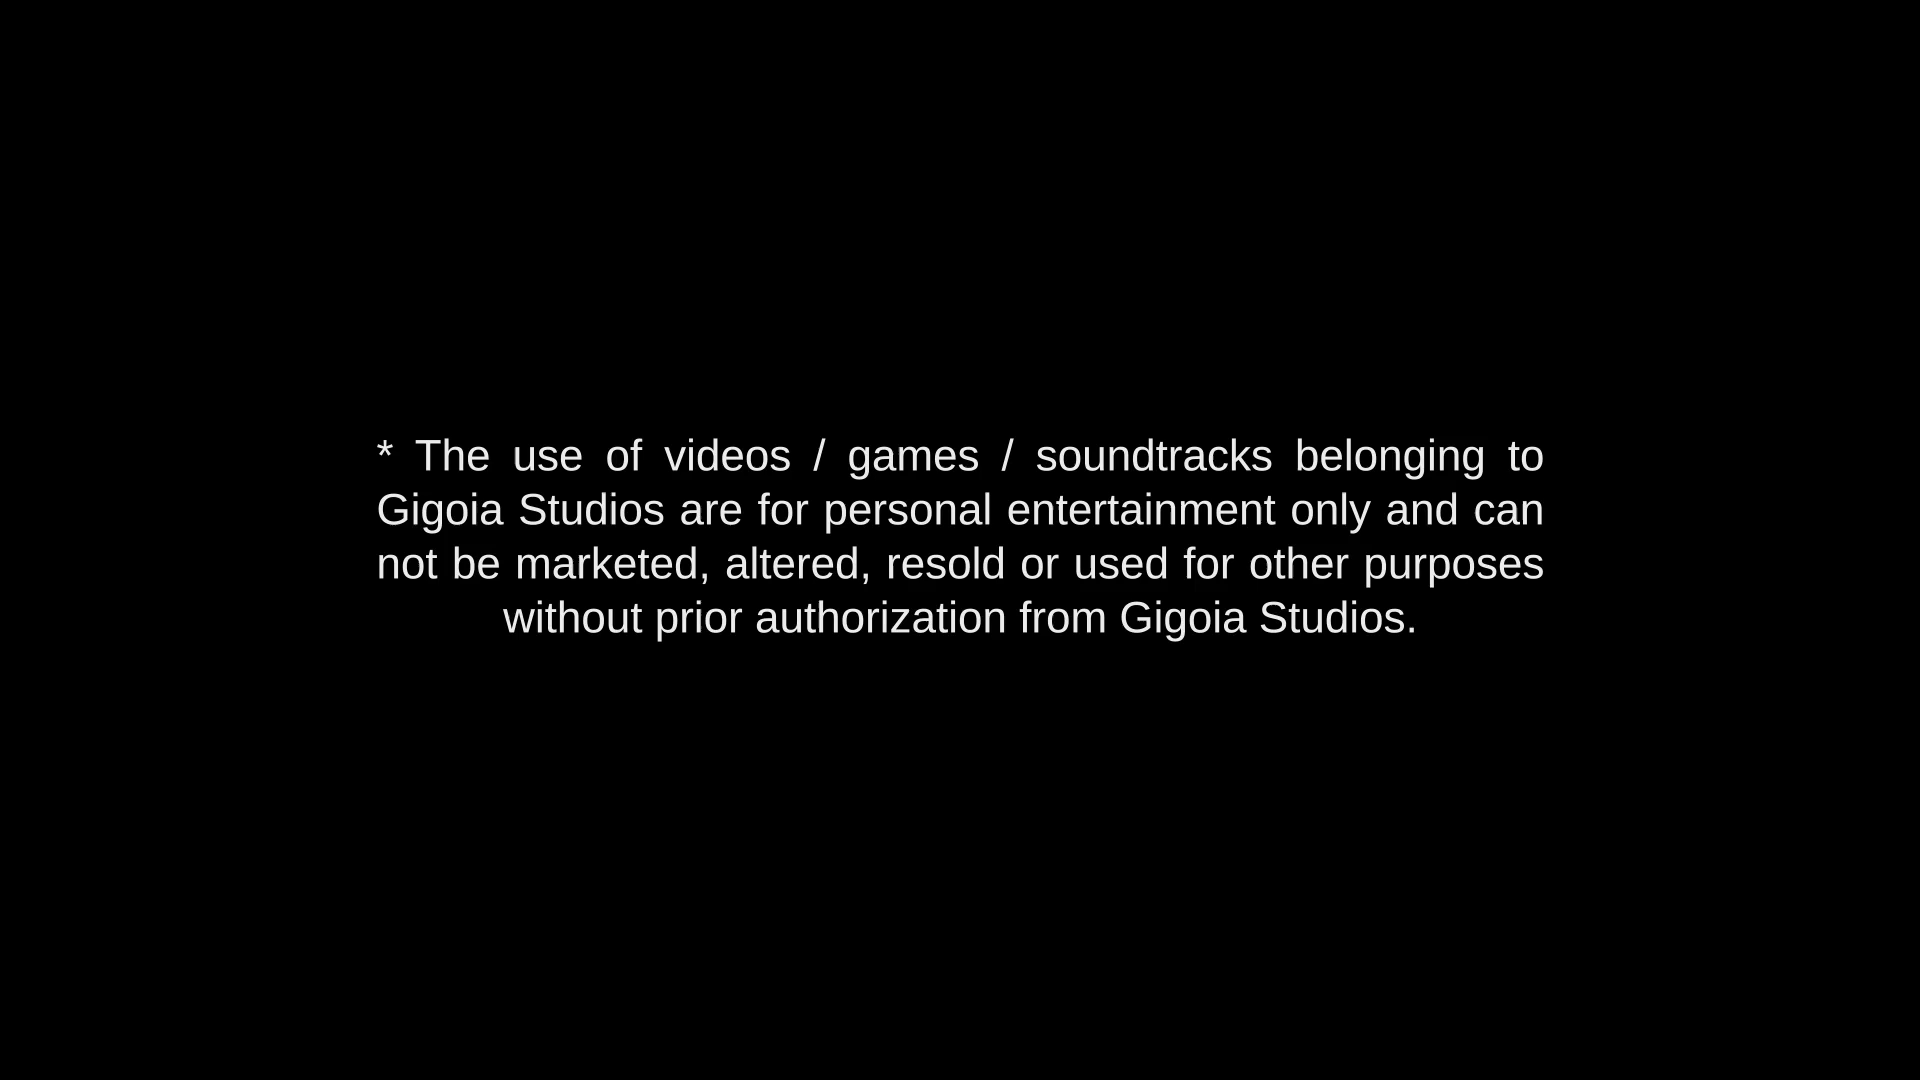 * The use of videos / games / soundtracks belonging to
Gigoia Studios are for personal entertainment only and can
not be marketed, altered, resold or used for other purposes
without prior authorization from Gigoia Studios.